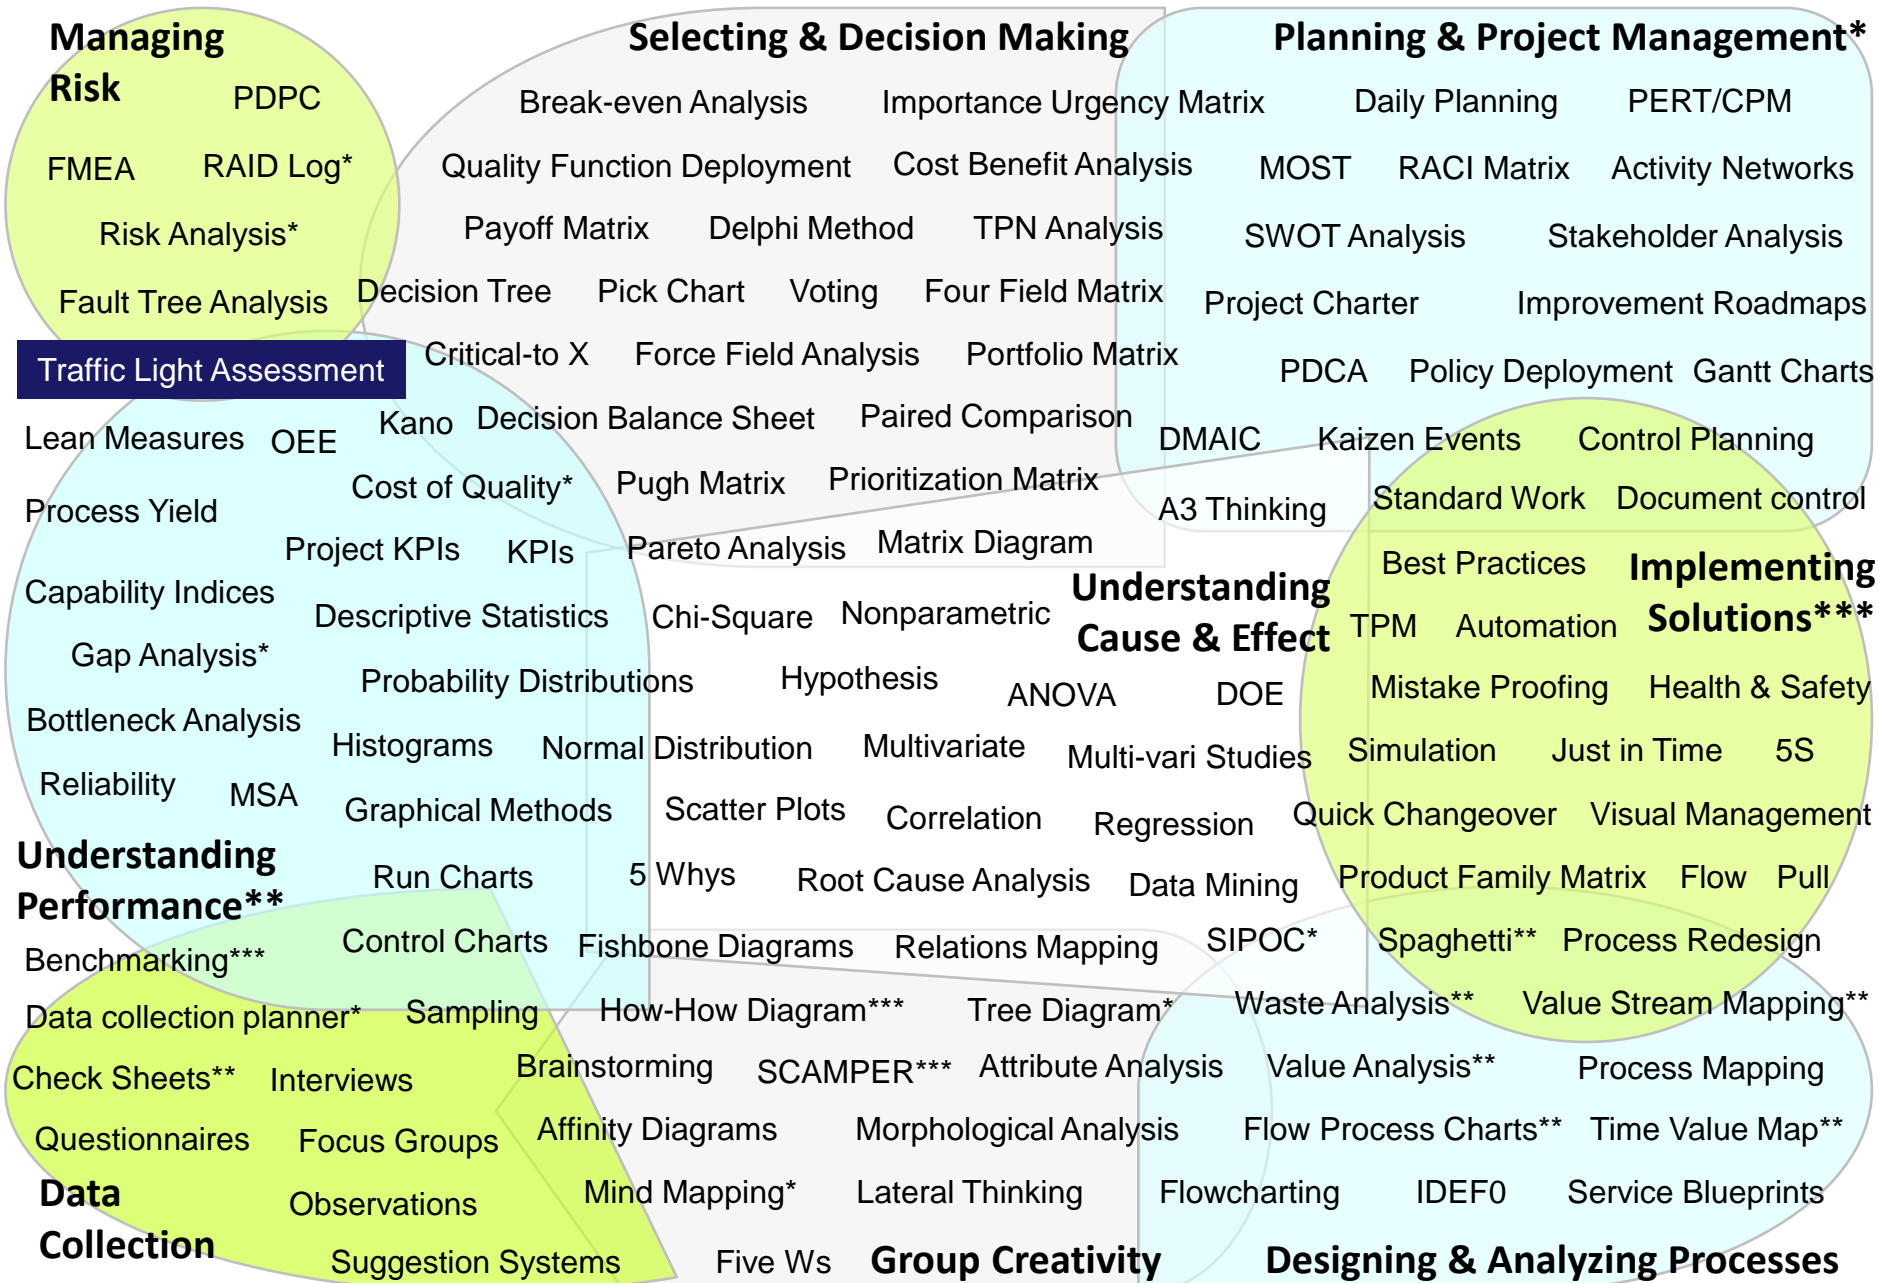 Managing
Risk
Selecting & Decision Making
Planning & Project Management*
PDPC
Break-even Analysis
Importance Urgency Matrix
Daily Planning
PERT/CPM
FMEA
RAID Log*
Quality Function Deployment
Cost Benefit Analysis
MOST
RACI Matrix
Activity Networks
Risk Analysis*
Payoff Matrix
Delphi Method
TPN Analysis
SWOT Analysis
Stakeholder Analysis
Fault Tree Analysis
Decision Tree
Pick Chart
Voting
Four Field Matrix
Project Charter
Improvement Roadmaps
Traffic Light Assessment
Critical-to X
Force Field Analysis
Portfolio Matrix
PDCA
Policy Deployment
Gantt Charts
Lean Measures
OEE
Kano
Decision Balance Sheet
Paired Comparison
DMAIC
Kaizen Events
Control Planning
Process Yield
Cost of Quality*
Pugh Matrix
Prioritization Matrix
A3 Thinking
Standard Work
Document control
Project KPIs
KPIs
Pareto Analysis
Matrix Diagram
Best Practices
Implementing
Solutions***
Understanding
Cause & Effect
Capability Indices
Descriptive Statistics
Chi-Square
Nonparametric
TPM
Automation
Gap Analysis*
Probability Distributions
Hypothesis
ANOVA
DOE
Mistake Proofing
Health & Safety
Bottleneck Analysis
Histograms
Normal Distribution
Multivariate
Multi-vari Studies
Simulation
Just in Time
5S
Reliability
MSA
Graphical Methods
Scatter Plots
Correlation
Regression
Quick Changeover
Visual Management
Understanding
Performance**
Run Charts
5 Whys
Root Cause Analysis
Data Mining
Product Family Matrix
Flow
Pull
Benchmarking***
Control Charts
Fishbone Diagrams
Relations Mapping
SIPOC*
Spaghetti**
Process Redesign
Data collection planner*
Sampling
How-How Diagram***
Tree Diagram*
Waste Analysis**
Value Stream Mapping**
Check Sheets**
Interviews
Brainstorming
SCAMPER***
Attribute Analysis
Value Analysis**
Process Mapping
Questionnaires
Focus Groups
Affinity Diagrams
Morphological Analysis
Flow Process Charts**
Time Value Map**
Data
Collection
Observations
Mind Mapping*
Lateral Thinking
Flowcharting
IDEF0
Service Blueprints
Suggestion Systems
Five Ws
Group Creativity
Designing & Analyzing Processes